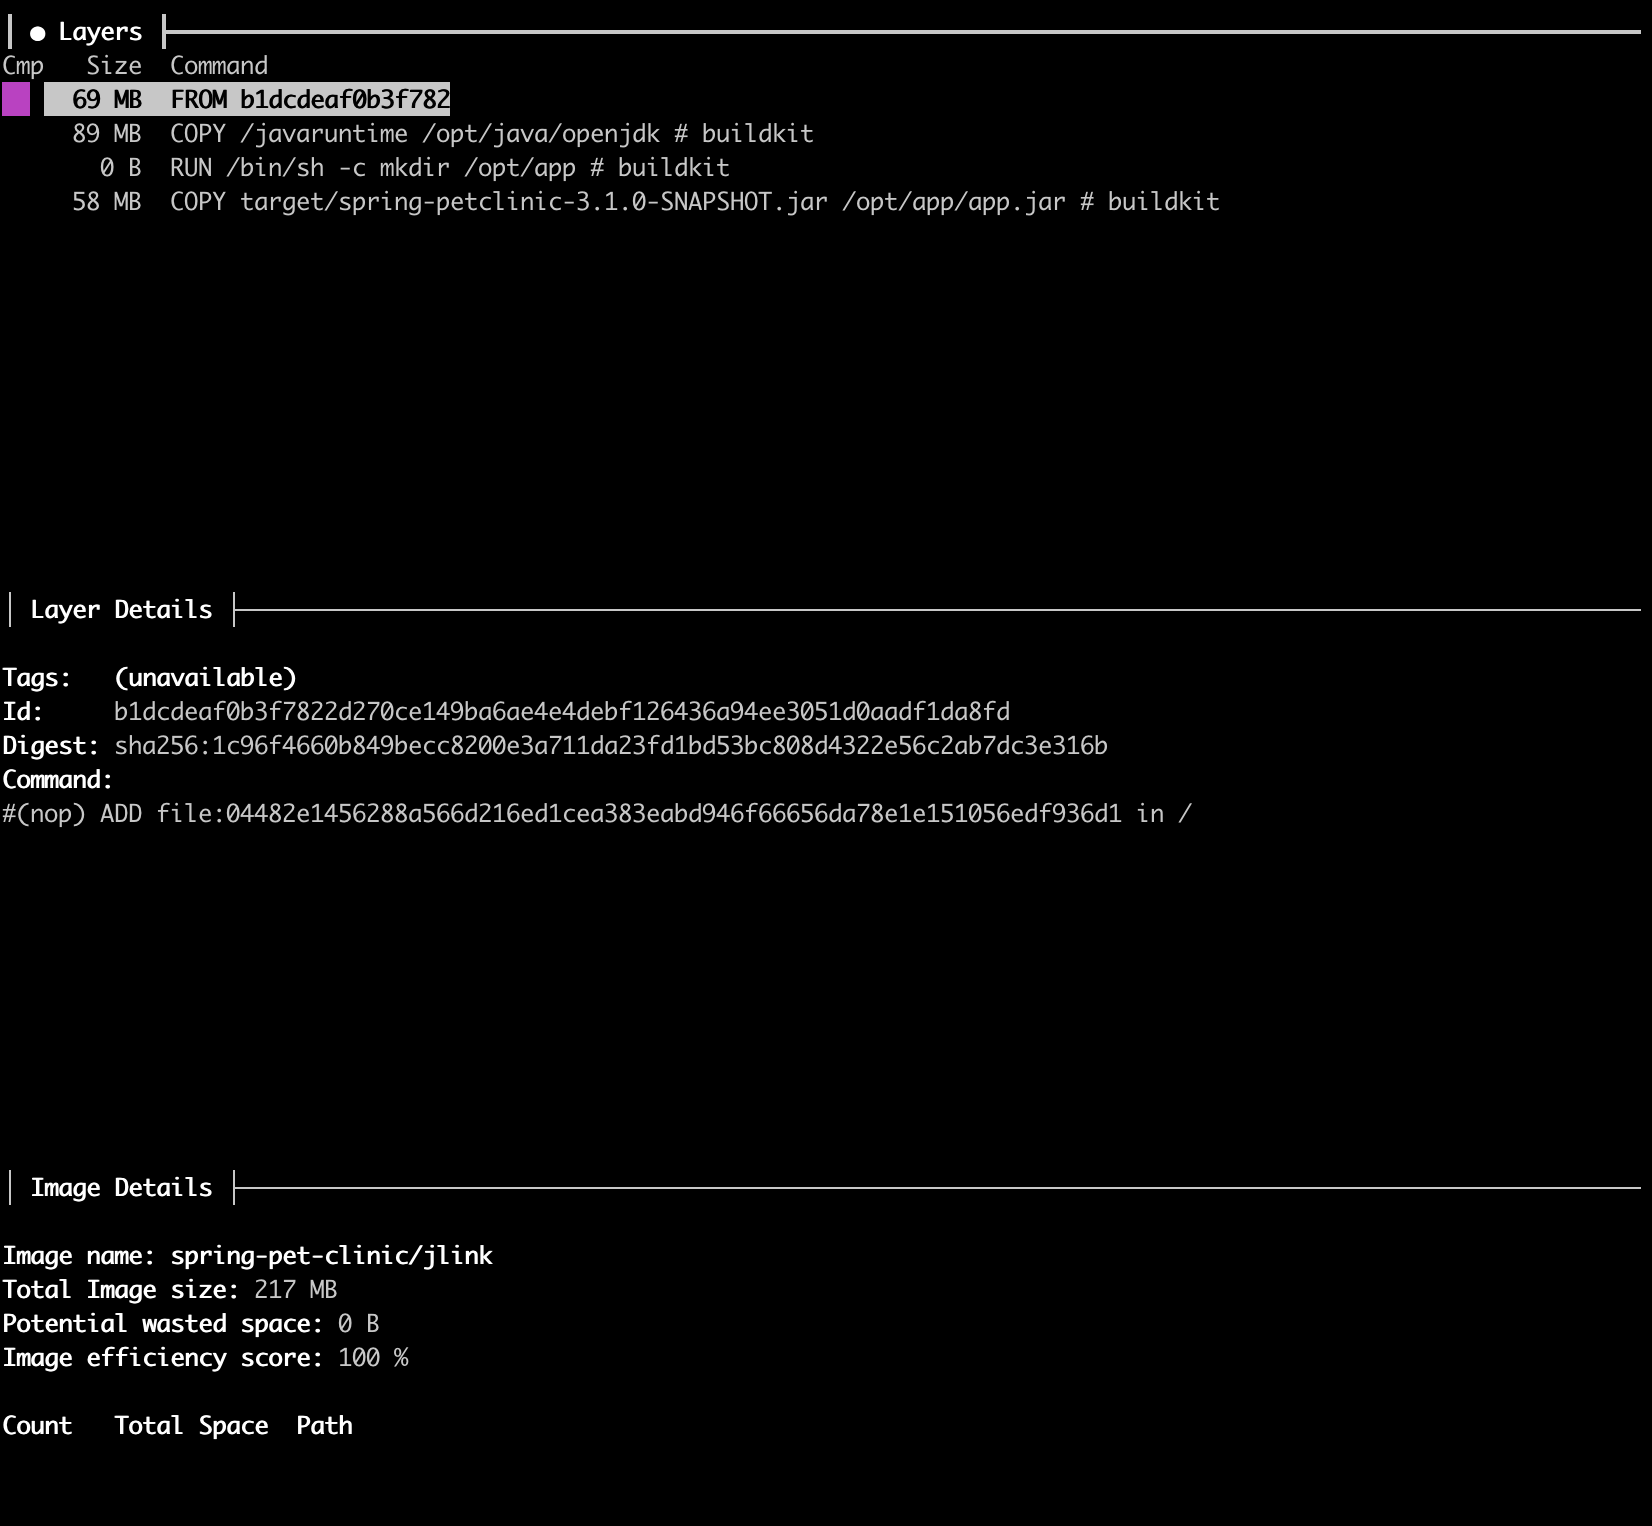 ● Layers
Cmp Size Command
69 MB FROM b1dcdeaf0b3f782
89 MB COPY /javaruntime /opt/java/openjdk # buildkit
0 B RUN /bin/sh -c mkdir /opt/app # buildkit
58 MB COPY target/spring-petclinic-3.1.0-SNAPSHOT.jar /opt/app/app.jar # buildkit
Layer Details
Tags: (unavailable)
Id: b1dcdeaf0b3f7822d270ce149ba6ae4e4debf126436a94ee3051d0aadf1da8fd
Digest: sha256:1c96f4660b849becc8200e3a711da23fd1bd53bc808d4322e56c2ab7dc3e316b
Command:
#(nop) ADD file:04482e1456288a566d216ed1cea383eabd946f66656da78e1e151056edf936d1 in /
Image Details
Image name: spring-pet-clinic/jlink
Total Image size: 217 MB
Potential wasted space: 0 B
Image efficiency score: 100 %
Count Total Space Path